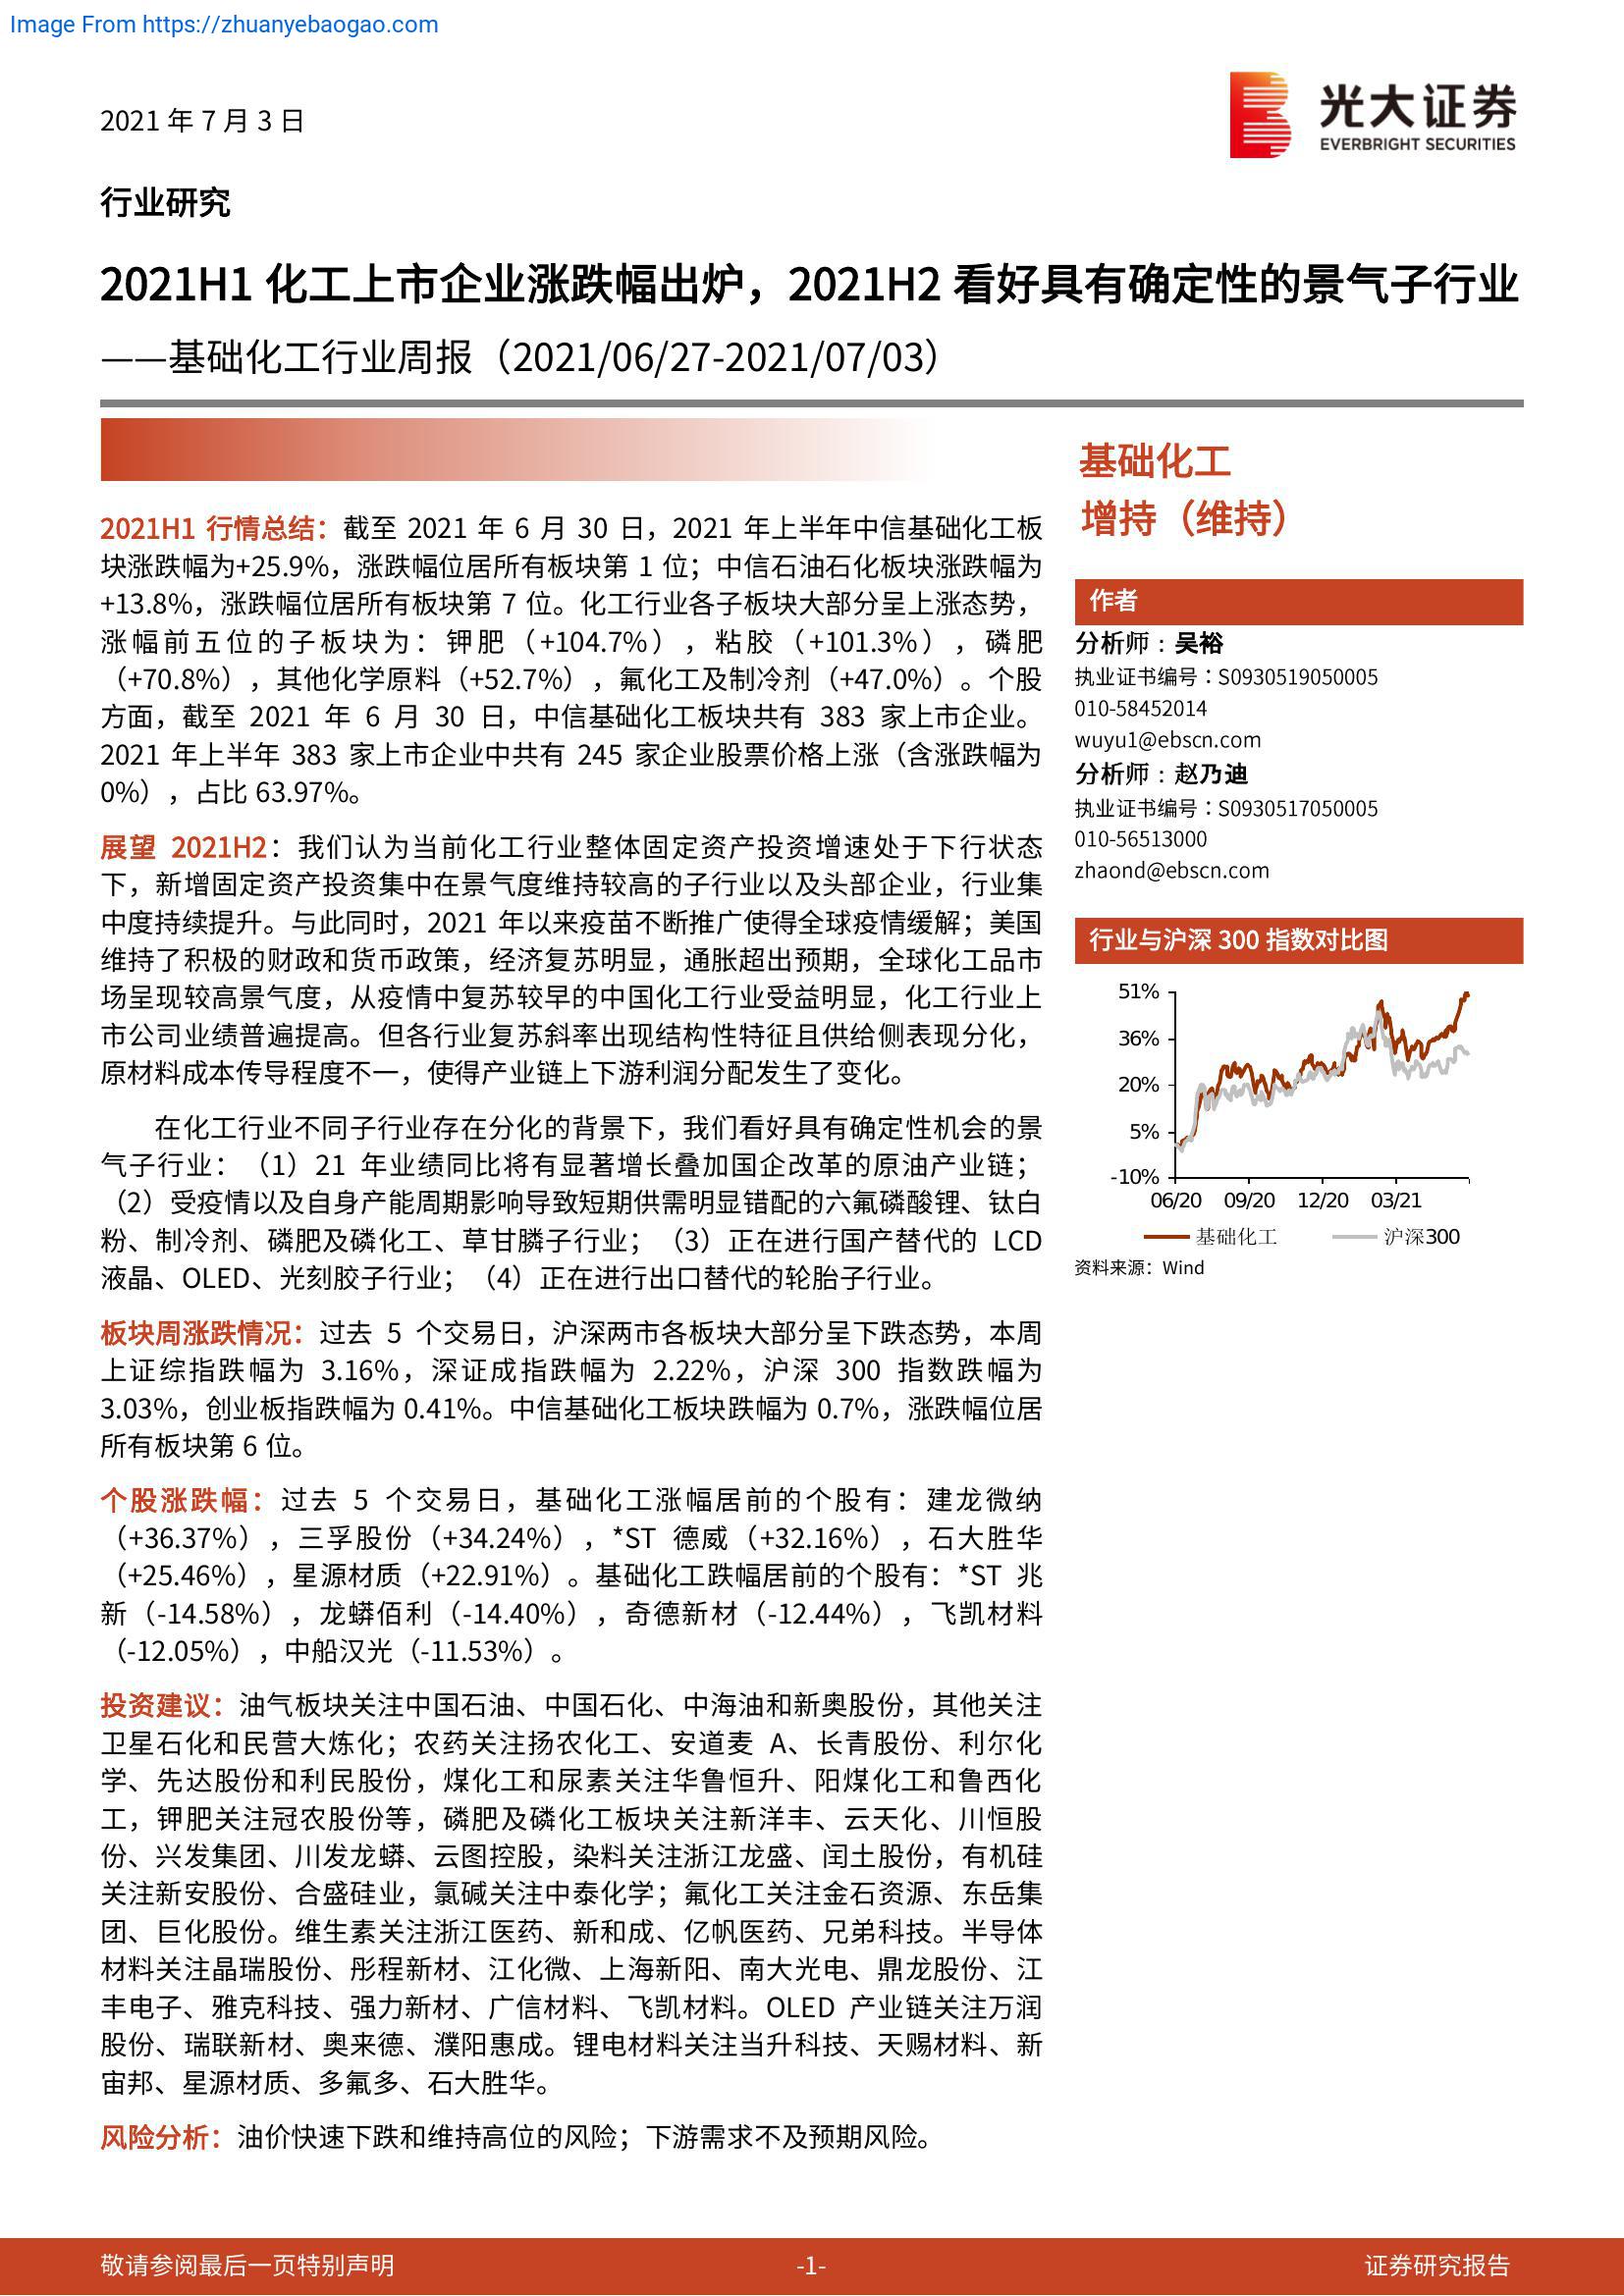 Image From https://zhuanyebaogao.com
2021 年 7 月 3 日
光大证券
EVERBRIGHT SECURITIES
行业研究
2021H1 化工上市企业涨跌幅出炉，2021H2 看好具有确定性的景气子行业
——基础化工行业周报（2021/06/27-2021/07/03）
2021H1 行情总结：截至 2021 年 6 月 30 日，2021 年上半年中信基础化工板
块涨跌幅为+25.9%，涨跌幅位居所有板块第 1 位；中信石油石化板块涨跌幅为
+13.8%，涨跌幅位居所有板块第 7 位。化工行业各子板块大部分呈上涨态势，
涨幅前五位的子板块为：钾肥（+104.7%），粘胶（+101.3%），磷肥
（+70.8%），其他化学原料（+52.7%），氟化工及制冷剂（+47.0%）。个股
方面，截至 2021 年 6 月 30 日，中信基础化工板块共有 383 家上市企业。
2021 年上半年 383 家上市企业中共有 245 家企业股票价格上涨（含涨跌幅为
0%），占比 63.97%。
展望 2021H2：我们认为当前化工行业整体固定资产投资增速处于下行状态
下，新增固定资产投资集中在景气度维持较高的子行业以及头部企业，行业集
中度持续提升。与此同时，2021 年以来疫苗不断推广使得全球疫情缓解；美国
维持了积极的财政和货币政策，经济复苏明显，通胀超出预期，全球化工品市
场呈现较高景气度，从疫情中复苏较早的中国化工行业受益明显，化工行业上
市公司业绩普遍提高。但各行业复苏斜率出现结构性特征且供给侧表现分化，
原材料成本传导程度不一，使得产业链上下游利润分配发生了变化。
在化工行业不同子行业存在分化的背景下，我们看好具有确定性机会的景
气子行业：（1）21 年业绩同比将有显著增长叠加国企改革的原油产业链；
（2）受疫情以及自身产能周期影响导致短期供需明显错配的六氟磷酸锂、钛白
粉、制冷剂、磷肥及磷化工、草甘膦子行业；（3）正在进行国产替代的 LCD
液晶、OLED、光刻胶子行业；（4）正在进行出口替代的轮胎子行业。
板块周涨跌情况：过去 5 个交易日，沪深两市各板块大部分呈下跌态势，本周
上证综指跌幅为 3.16%，深证成指跌幅为 2.22%，沪深 300 指数跌幅为
3.03%，创业板指跌幅为 0.41%。中信基础化工板块跌幅为 0.7%，涨跌幅位居
所有板块第 6 位。
个股涨跌幅：过去 5 个交易日，基础化工涨幅居前的个股有：建龙微纳
（+36.37%），三孚股份（+34.24%），*ST 德威（+32.16%），石大胜华
（+25.46%），星源材质（+22.91%）。基础化工跌幅居前的个股有：*ST 兆
新（-14.58%），龙蟒佰利（-14.40%），奇德新材（-12.44%），飞凯材料
（-12.05%），中船汉光（-11.53%）。
投资建议：油气板块关注中国石油、中国石化、中海油和新奥股份，其他关注
卫星石化和民营大炼化；农药关注扬农化工、安道麦 A、长青股份、利尔化
学、先达股份和利民股份，煤化工和尿素关注华鲁恒升、阳煤化工和鲁西化
工，钾肥关注冠农股份等，磷肥及磷化工板块关注新洋丰、云天化、川恒股
份、兴发集团、川发龙蟒、云图控股，染料关注浙江龙盛、闰土股份，有机硅
关注新安股份、合盛硅业，氯碱关注中泰化学；氟化工关注金石资源、东岳集
团、巨化股份。维生素关注浙江医药、新和成、亿帆医药、兄弟科技。半导体
材料关注晶瑞股份、彤程新材、江化微、上海新阳、南大光电、鼎龙股份、江
丰电子、雅克科技、强力新材、广信材料、飞凯材料。OLED 产业链关注万润
股份、瑞联新材、奥来德、濮阳惠成。锂电材料关注当升科技、天赐材料、新
宙邦、星源材质、多氟多、石大胜华。
风险分析：油价快速下跌和维持高位的风险；下游需求不及预期风险。
基础化工
增持（维持）
作者
分析师：吴裕
执业证书编号：S0930519050005
010-58452014
wuyu1@ebscn.com
分析师：赵乃迪
执业证书编号：S0930517050005
010-56513000
zhaond@ebscn.com
行业与沪深 300 指数对比图
51%
36%
20%
5%
-10%
06/20 09/20 12/20 03/21
基础化工 沪深300
资料来源：Wind
敬请参阅最后一页特别声明 -1- 证券研究报告